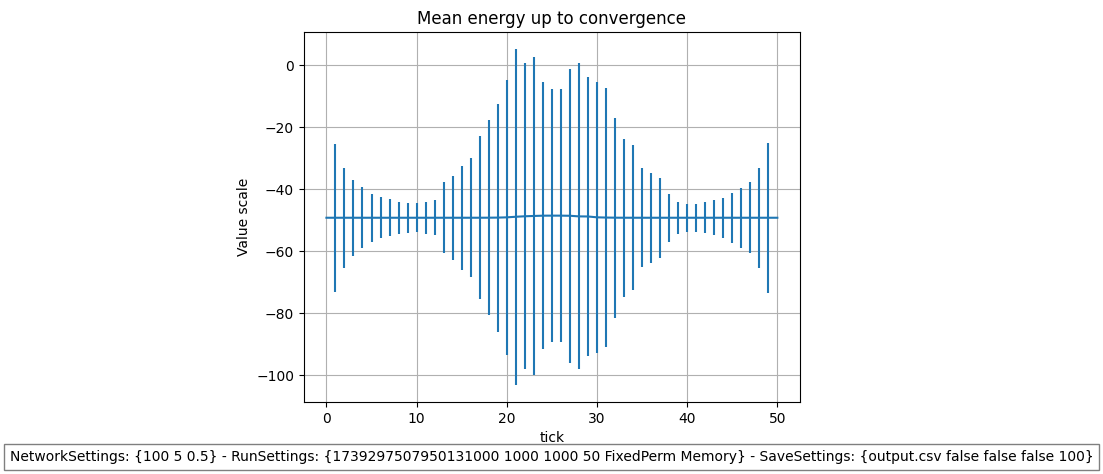 Mean energy up to convergence
0
−20
−40
−60
−80
−100
Value scale
0 10 20 30 40 50
tick
NetworkSettings: {100 5 0.5} - RunSettings: {1739297507950131000 1000 1000 50 FixedPerm Memory} - SaveSettings: {output.csv false false false 100}